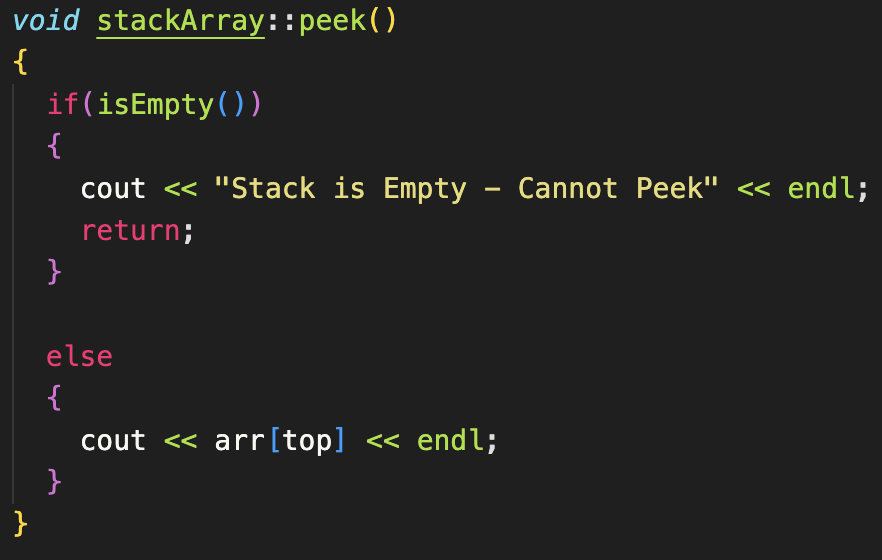 void stackArray::peek()
{
  if(isEmpty())
  {
    cout << "Stack is Empty - Cannot Peek" << endl;
    return;
  }

  else
  {
    cout << arr[top] << endl;
  }
}